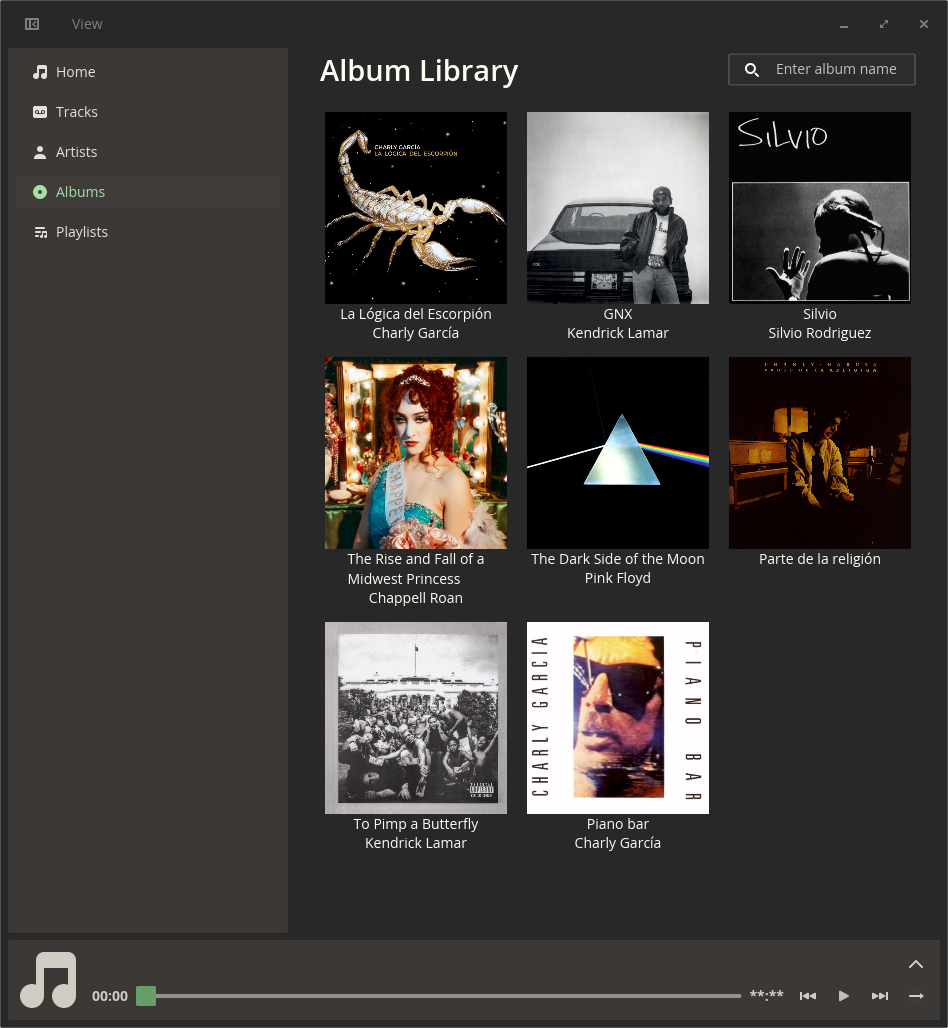 View
Home
Tracks
Artists
Albums
Playlists
Album Library
Enter album name
CHARLY GARCÍA
LA LÓGICA DEL ESCORPIÓN
SILVIO
La Lógica del Escorpión
Charly García
GNX
Kendrick Lamar
Silvio
Silvio Rodriguez
The Rise and Fall of a
Midwest Princess
Chappell Roan
The Dark Side of the Moon
Pink Floyd
Parte de la religión
CHARLY GARCIA
PIANO BAR
To Pimp a Butterfly
Kendrick Lamar
Piano bar
Charly García
00:00
**:**